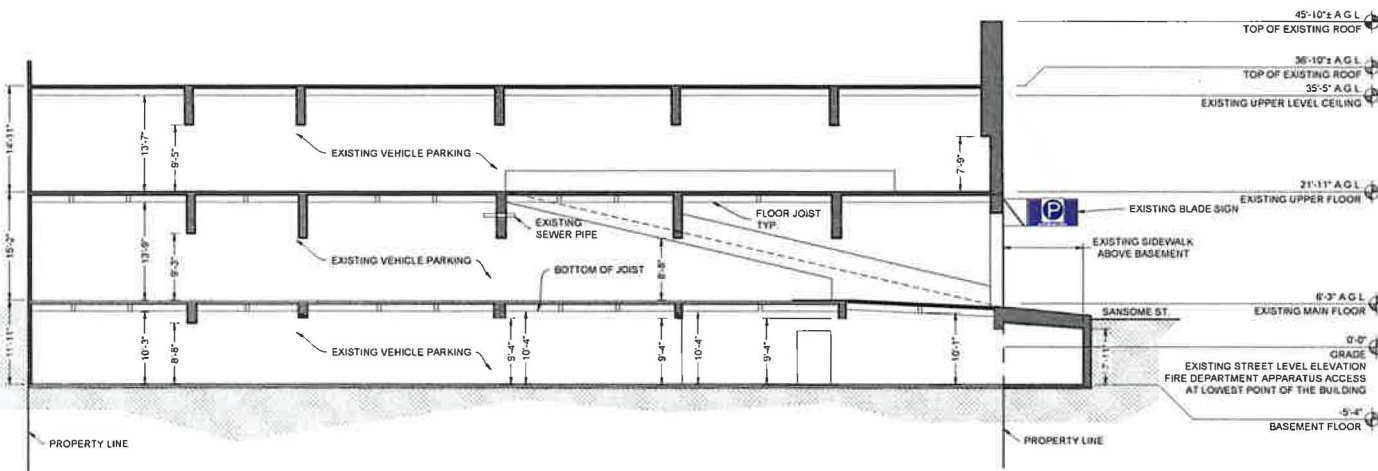 45'-10"± A G L
TOP OF EXISTING ROOF
36'-10"± A G L
TOP OF EXISTING ROOF
35'-5" A G L
EXISTING UPPER LEVEL CEILING
14'-11"
13'-7"
9'-5"
EXISTING VEHICLE PARKING
7'-9"
21'-11" A G L
EXISTING UPPER FLOOR
P
EXISTING BLADE SIGN
FLOOR JOIST
TYP.
EXISTING
SEWER PIPE
15'-2"
13'-9"
9'-3"
EXISTING VEHICLE PARKING
BOTTOM OF JOIST
8'-8"
EXISTING SIDEWALK
ABOVE BASEMENT
6'-3" A G L
EXISTING MAIN FLOOR
SANSOME ST.
11'-11"
10'-3"
8'-8"
EXISTING VEHICLE PARKING
9'-4"
10'-4"
9'-4"
10'-4"
9'-4"
10'-1"
7'-11"
0'-0"
GRADE
EXISTING STREET LEVEL ELEVATION
FIRE DEPARTMENT APPARATUS ACCESS
AT LOWEST POINT OF THE BUILDING
-5'-4"
BASEMENT FLOOR
PROPERTY LINE
PROPERTY LINE